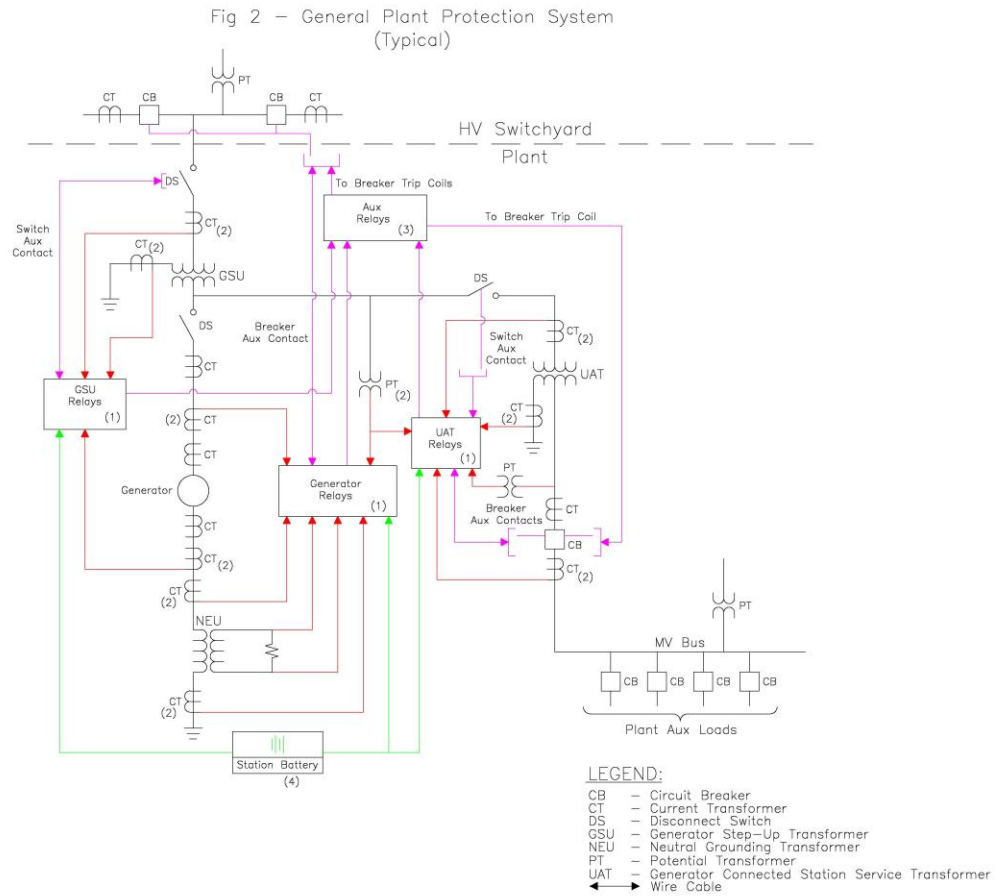 Fig 2 – General Plant Protection System
(Typical)
PT
CT
CB
CB
CT
HV Switchyard
Plant
DS
To Breaker Trip Coils
Aux
Relays
(3)
To Breaker Trip Coil
Switch
Aux
Contact
CT
(2)
CT
(2)
GSU
DS
DS
Breaker
Aux Contact
Switch
Aux
Contact
CT
(2)
UAT
CT
GSU
Relays
(1)
PT
(2)
CT
(2)
(2)
CT
UAT
Relays
(1)
CT
PT
Generator
Generator
Relays
(1)
Breaker
Aux Contacts
CT
CT
CB
CT
(2)
CT
(2)
CT
(2)
PT
NEU
MV Bus
CT
(2)
CB
CB
CB
CB
Plant Aux Loads
Station Battery
(4)
LEGEND:
CB – Circuit Breaker
CT – Current Transformer
DS – Disconnect Switch
GSU – Generator Step-Up Transformer
NEU – Neutral Grounding Transformer
PT – Potential Transformer
UAT – Generator Connected Station Service Transformer
Wire Cable